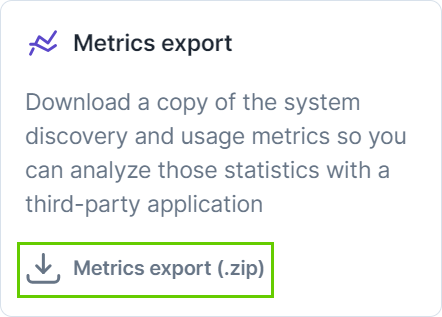 Metrics export
Download a copy of the system
discovery and usage metrics so you
can analyze those statistics with a
third-party application
Metrics export (.zip)